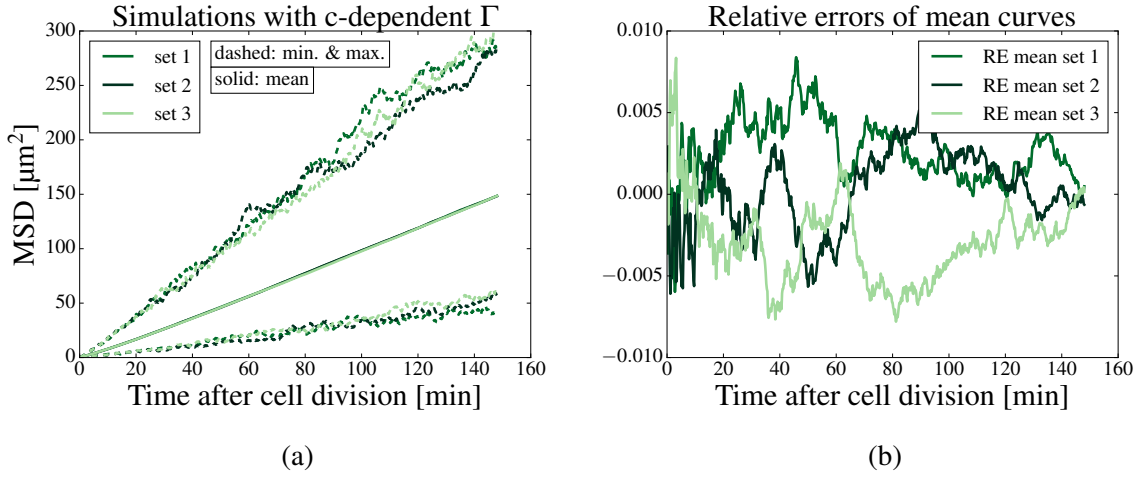 Simulations with c-dependent Γ
300
250
200
150
100
50
0
MSD [µm²]
set 1
set 2
set 3
dashed: min. & max.
solid: mean
0 20 40 60 80 100 120 140 160
Time after cell division [min]
(a)
Relative errors of mean curves
0.010
0.005
0.000
−0.005
−0.010
RE mean set 1
RE mean set 2
RE mean set 3
0 20 40 60 80 100 120 140 160
Time after cell division [min]
(b)